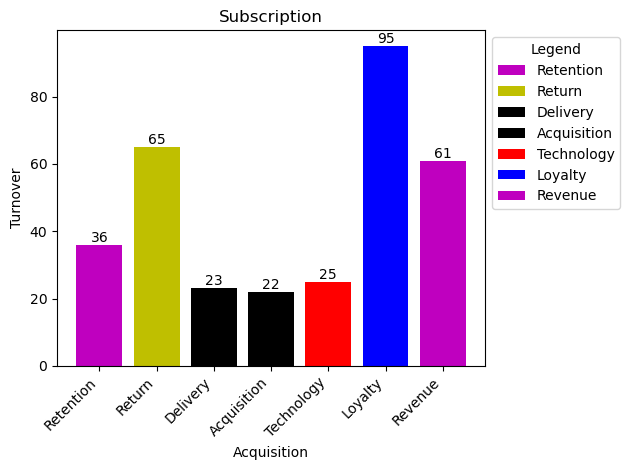 Subscription
Turnover
80
60
40
20
0
36
65
23
22
25
95
61
Retention
Return
Delivery
Acquisition
Technology
Loyalty
Revenue
Acquisition
Legend
Retention
Return
Delivery
Acquisition
Technology
Loyalty
Revenue